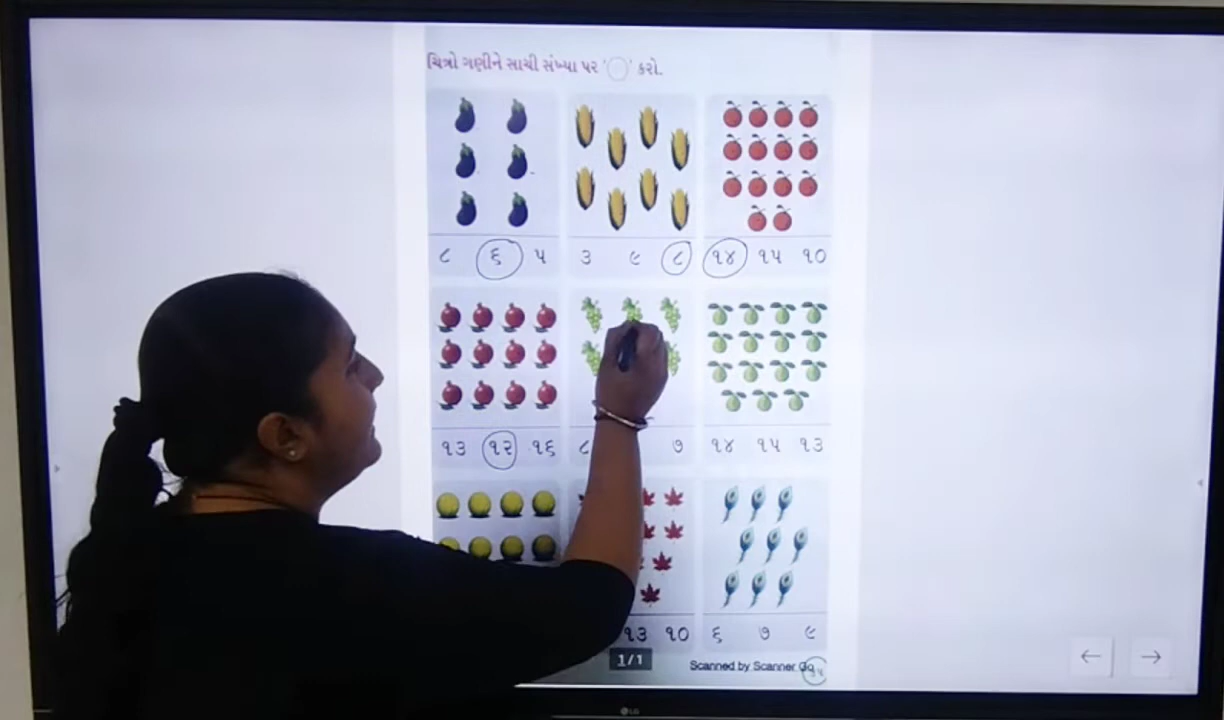 ચિત્રો ગણીને સાચી સંખ્યા પર '○' કરો.
૮ ૬ ૫ ૩ ૯ ૮ ૧૪ ૧૫ ૧૦
૧૩ ૧૨ ૧૬ ૮ ૭ ૧૪ ૧૫ ૧૩
૧૩ ૧૦ ૬ ૭ ૯
1/1
Scanned by Scanner Go
LG